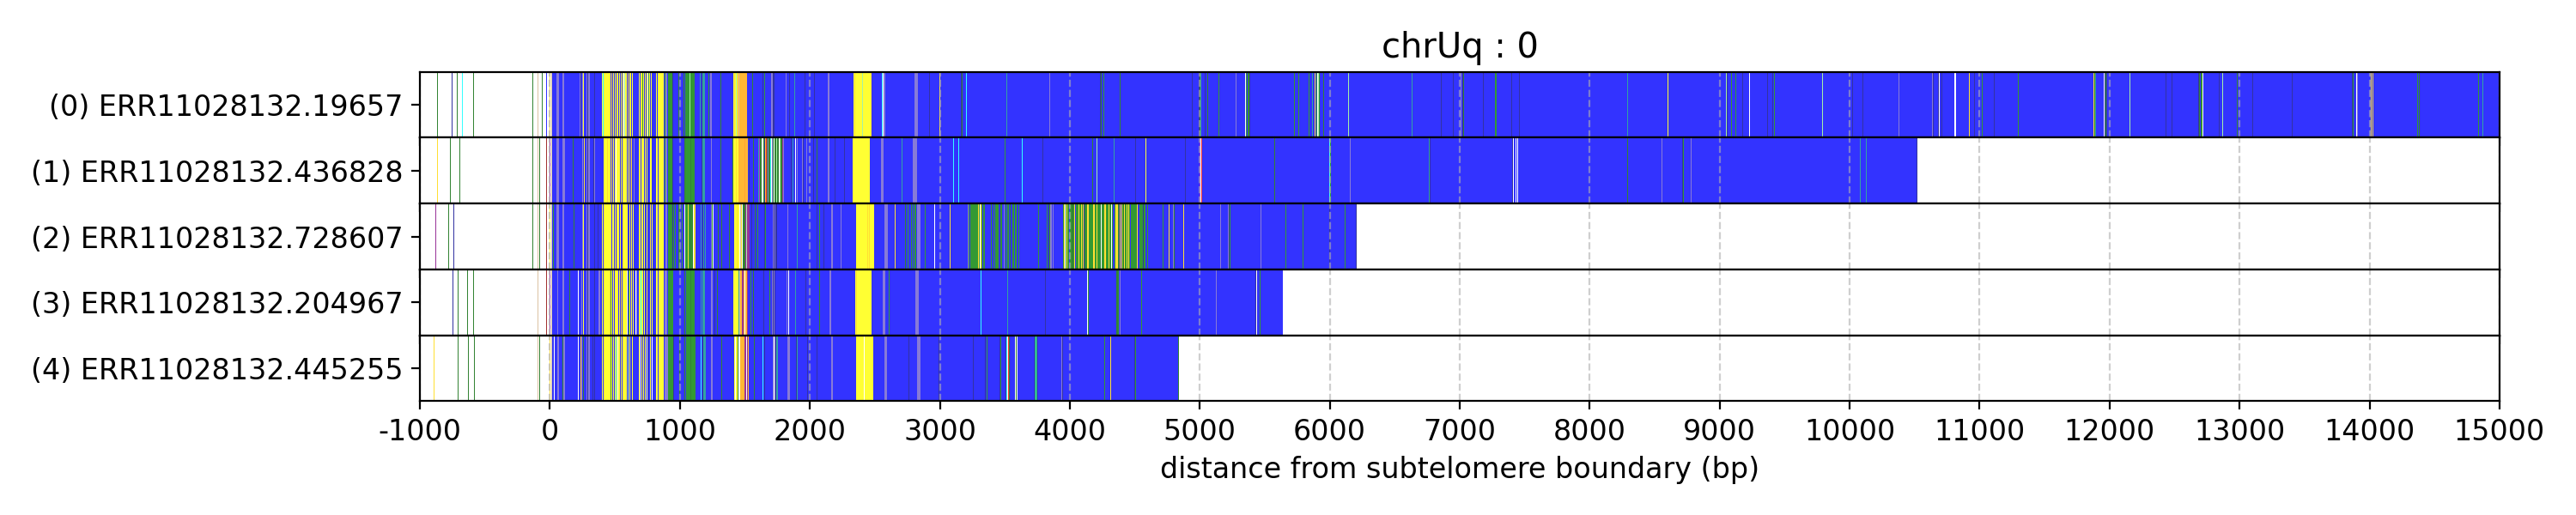 chrUq : 0
(0) ERR11028132.19657
(1) ERR11028132.436828
(2) ERR11028132.728607
(3) ERR11028132.204967
(4) ERR11028132.445255
-1000 0 1000 2000 3000 4000 5000 6000 7000 8000 9000 10000 11000 12000 13000 14000 15000
distance from subtelomere boundary (bp)